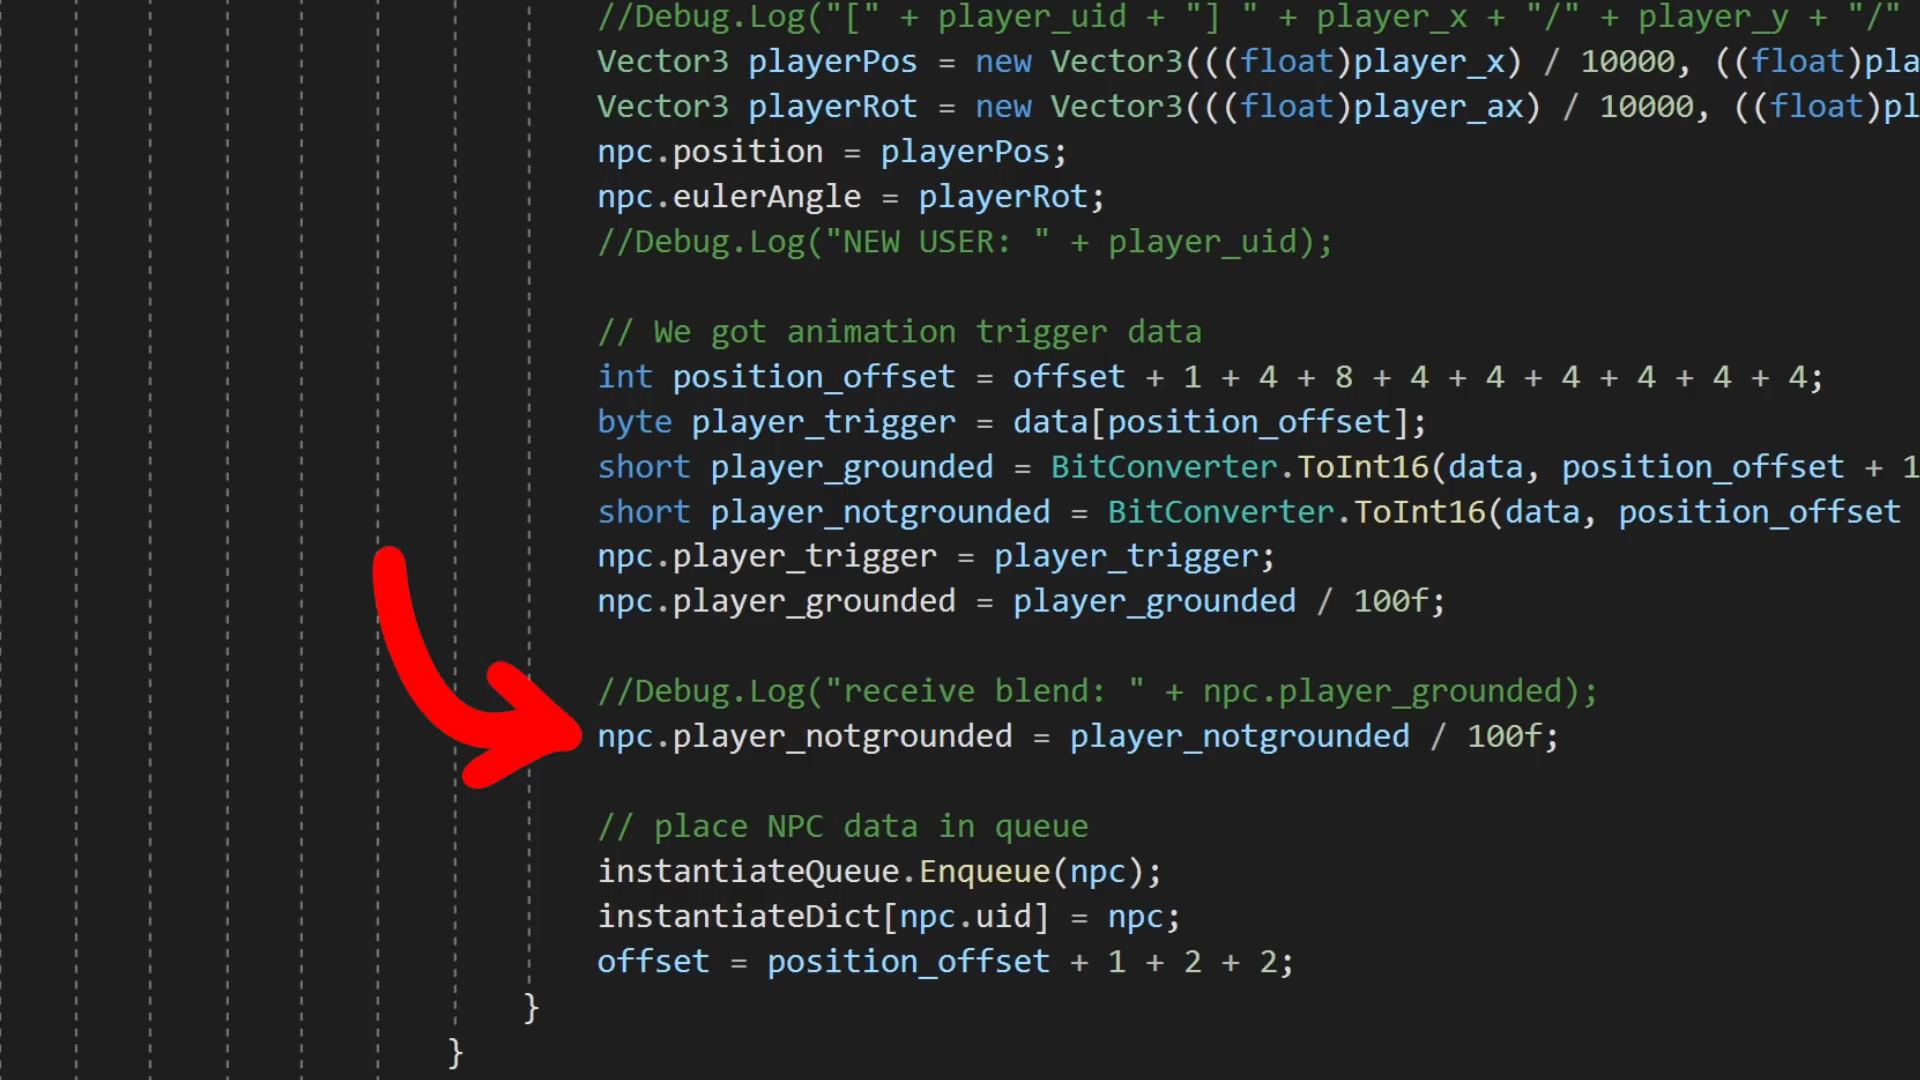 //Debug.Log("[" + player_uid + "] " + player_x + "/" + player_y + "/"
Vector3 playerPos = new Vector3(((float)player_x) / 10000, ((float)pla
Vector3 playerRot = new Vector3(((float)player_ax) / 10000, ((float)pl
npc.position = playerPos;
npc.eulerAngle = playerRot;
//Debug.Log("NEW USER: " + player_uid);
// We got animation trigger data
int position_offset = offset + 1 + 4 + 8 + 4 + 4 + 4 + 4 + 4 + 4;
byte player_trigger = data[position_offset];
short player_grounded = BitConverter.ToInt16(data, position_offset + 1
short player_notgrounded = BitConverter.ToInt16(data, position_offset
npc.player_trigger = player_trigger;
npc.player_grounded = player_grounded / 100f;
//Debug.Log("receive blend: " + npc.player_grounded);
npc.player_notgrounded = player_notgrounded / 100f;
// place NPC data in queue
instantiateQueue.Enqueue(npc);
instantiateDict[npc.uid] = npc;
offset = position_offset + 1 + 2 + 2;
}
}